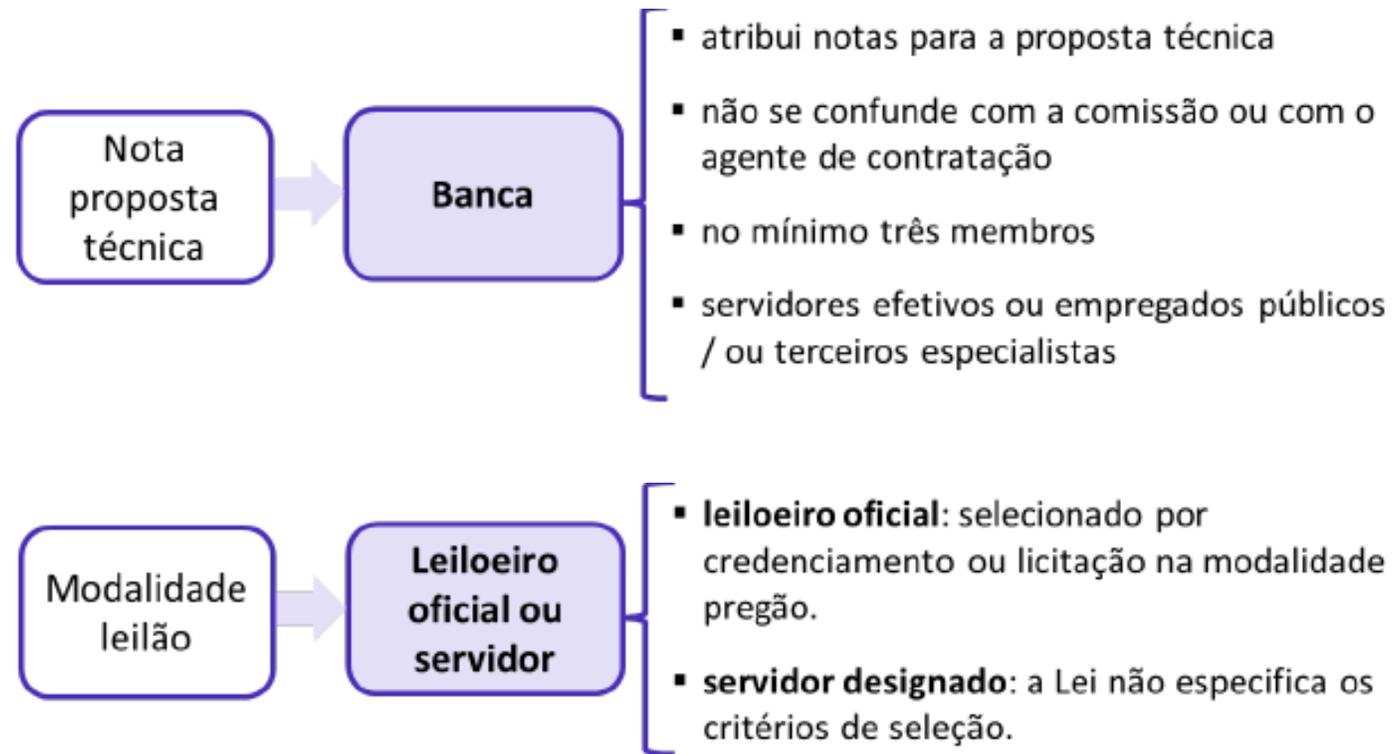 Nota
proposta
técnica
Banca
▪ atribui notas para a proposta técnica
▪ não se confunde com a comissão ou com o
agente de contratação
▪ no mínimo três membros
▪ servidores efetivos ou empregados públicos
/ ou terceiros especialistas
Modalidade
leilão
Leiloeiro
oficial ou
servidor
▪ leiloeiro oficial: selecionado por
credenciamento ou licitação na modalidade
pregão.
▪ servidor designado: a Lei não especifica os
critérios de seleção.